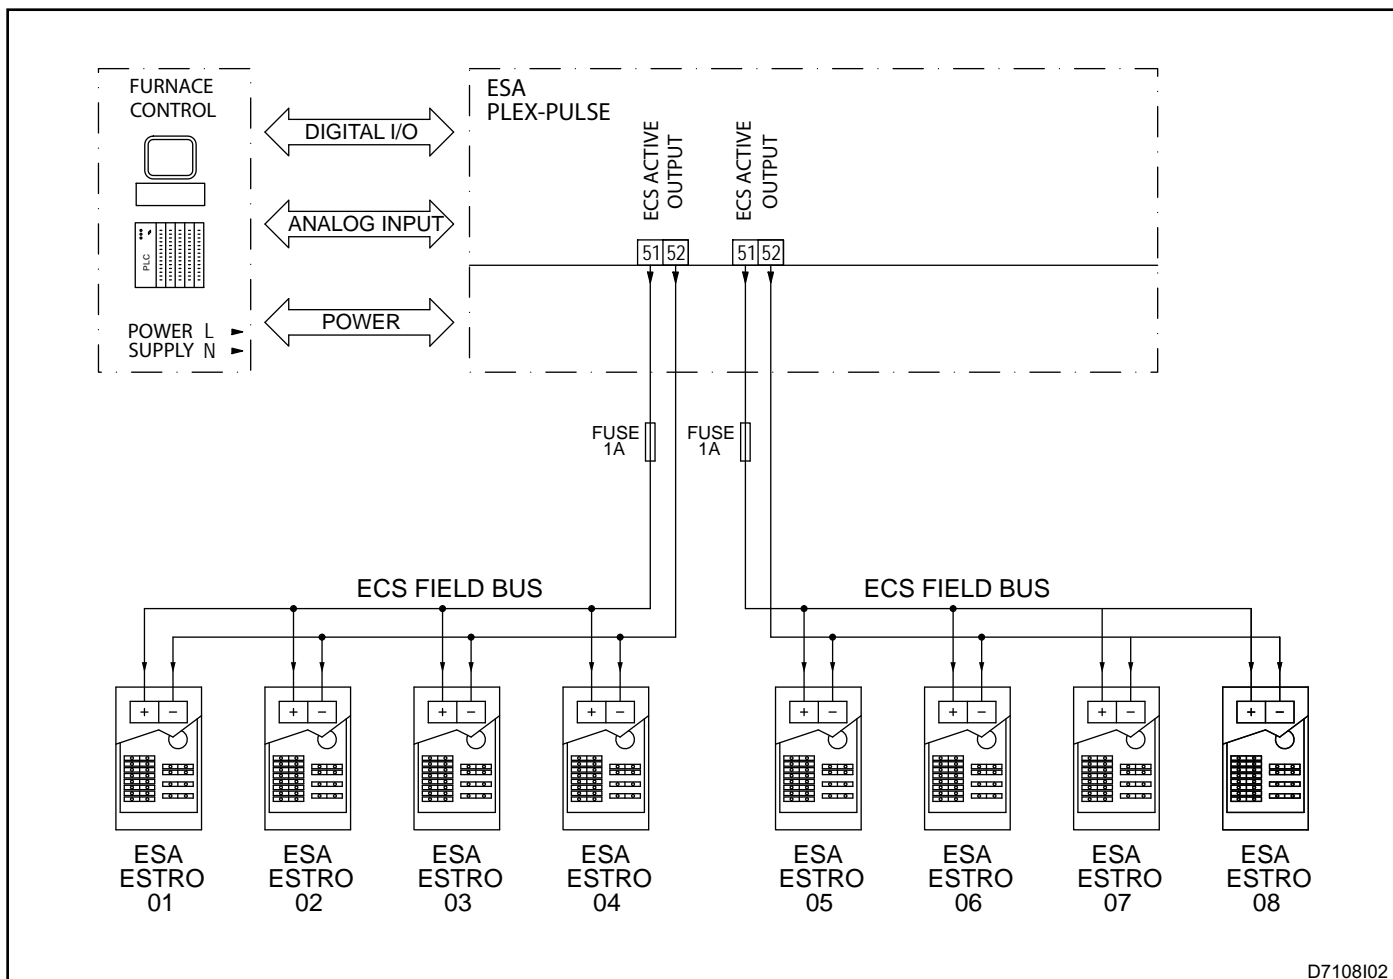 FURNACE
CONTROL
PLC
POWER L
SUPPLY N
DIGITAL I/O
ANALOG INPUT
POWER
ESA
PLEX-PULSE
ECS ACTIVE
OUTPUT
ECS ACTIVE
OUTPUT
51 52
51 52
FUSE
1A
FUSE
1A
ECS FIELD BUS
ECS FIELD BUS
+ −
+ −
+ −
+ −
+ −
+ −
+ −
+ −
ESA
ESTRO
01
ESA
ESTRO
02
ESA
ESTRO
03
ESA
ESTRO
04
ESA
ESTRO
05
ESA
ESTRO
06
ESA
ESTRO
07
ESA
ESTRO
08
D7108I02